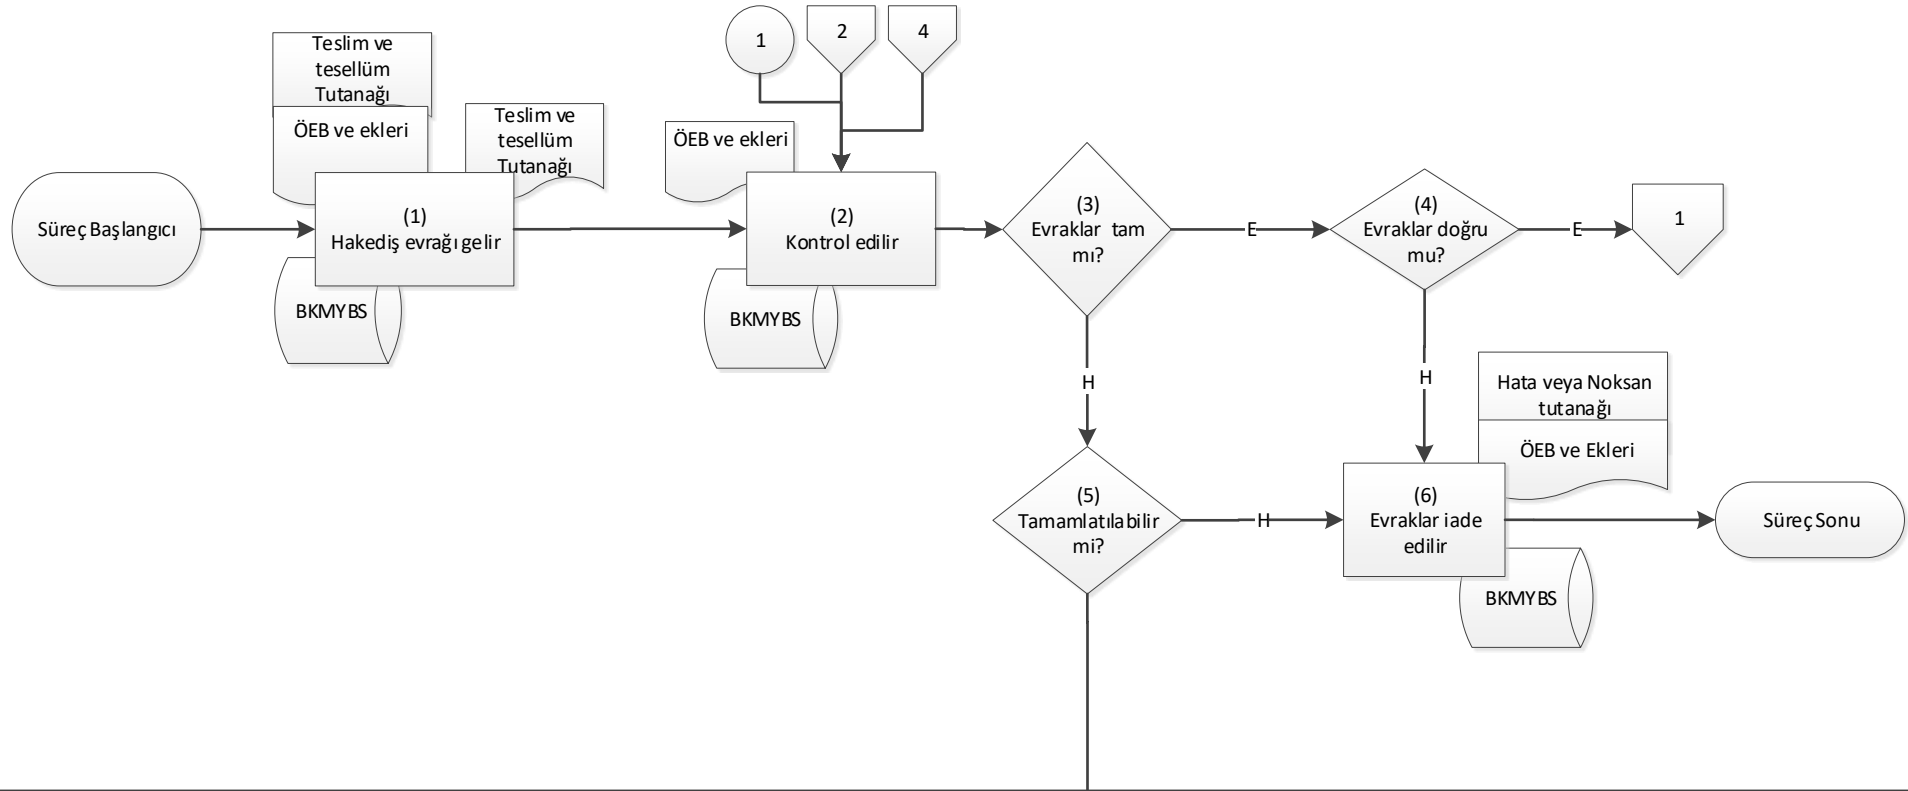 1
2
4
Teslim ve
tesellüm
Tutanağı
ÖEB ve ekleri
Teslim ve
tesellüm
Tutanağı
ÖEB ve ekleri
Süreç Başlangıcı
(1)
Hakediş evrağı gelir
BKMYBS
(2)
Kontrol edilir
BKMYBS
(3)
Evraklar tam
mı?
E
(4)
Evraklar doğru
mu?
E
1
H
H
Hata veya Noksan
tutanağı
ÖEB ve Ekleri
(5)
Tamamlatılabilir
mi?
H
(6)
Evraklar iade
edilir
Süreç Sonu
BKMYBS